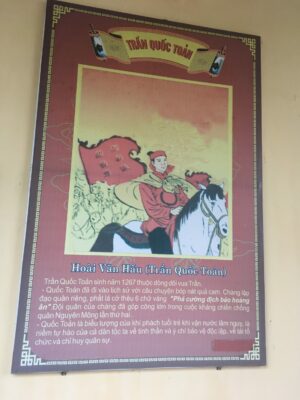 TRẦN QUỐC TOẢN
Hoài Văn Hầu (Trần Quốc Toản)
Trần Quốc Toản sinh năm 1267 thuộc dòng dõi vua Trần.
- Quốc Toản đã đi vào lịch sử với câu chuyện bóp nát quả cam. Chàng lập
đạo quân riêng, phất lá cờ thêu 6 chữ vàng "Phá cường địch báo hoàng
ân". Đội quân của chàng đã góp công lớn trong cuộc kháng chiến chống
quân Nguyên Mông lần thứ hai
- Quốc Toản là biểu tượng của khí phách tuổi trẻ khi vận nước lâm nguy, là
niềm tự hào của cả dân tộc ta về tinh thần và ý chí bảo vệ độc lập, về tài tổ
chức và chỉ huy quân sự.